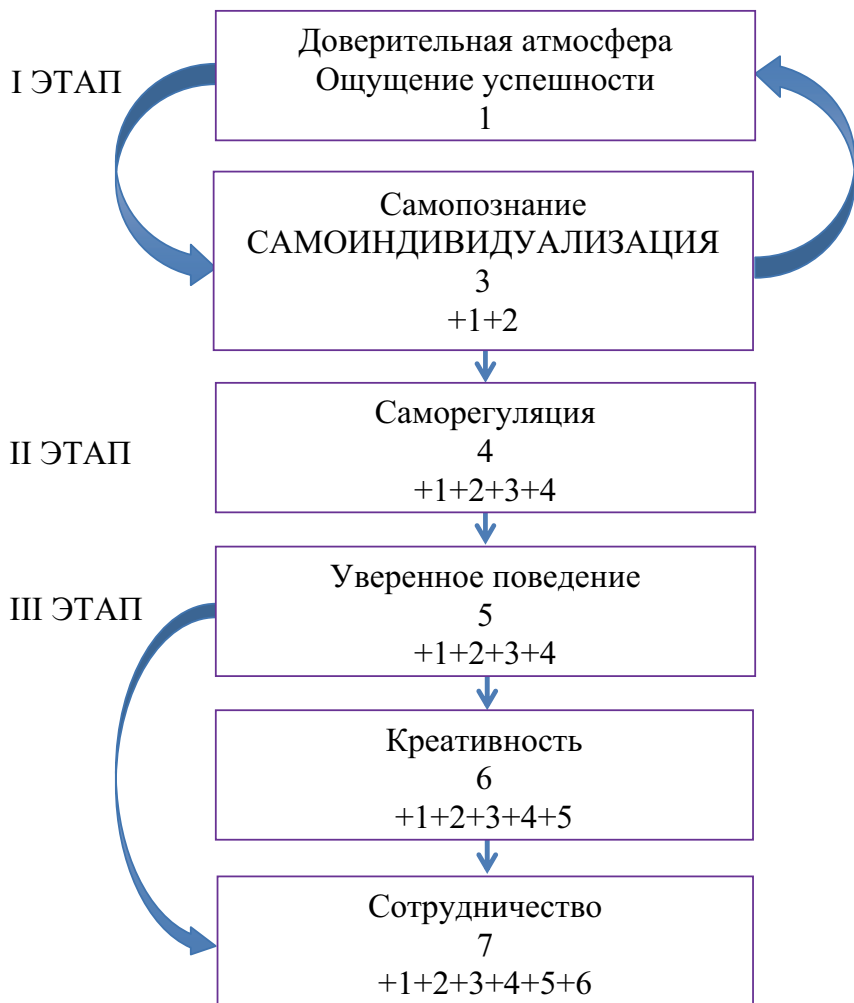 I ЭТАП
Доверительная атмосфера
Ощущение успешности
1
Самопознание
САМОИНДИВИДУАЛИЗАЦИЯ
3
+1+2
II ЭТАП
Саморегуляция
4
+1+2+3+4
III ЭТАП
Уверенное поведение
5
+1+2+3+4
Креативность
6
+1+2+3+4+5
Сотрудничество
7
+1+2+3+4+5+6